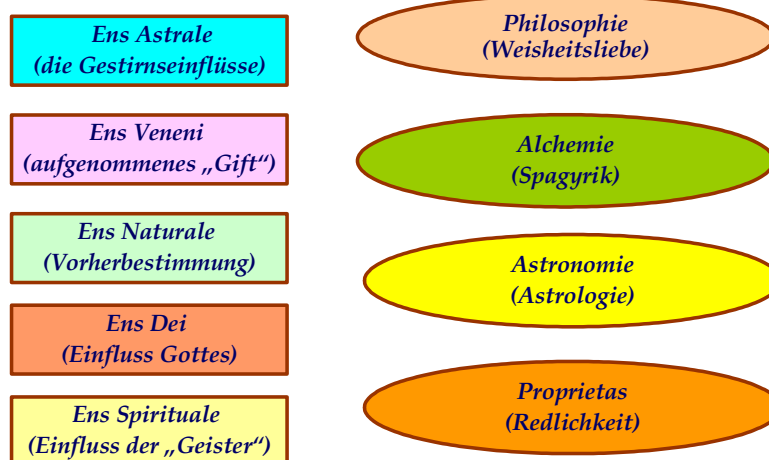 Ens Astrale
(die Gestirnseinflüsse)
Ens Veneni
(aufgenommenes „Gift“)
Ens Naturale
(Vorherbestimmung)
Ens Dei
(Einfluss Gottes)
Ens Spirituale
(Einfluss der „Geister“)
Philosophie
(Weisheitsliebe)
Alchemie
(Spagyrik)
Astronomie
(Astrologie)
Proprietas
(Redlichkeit)